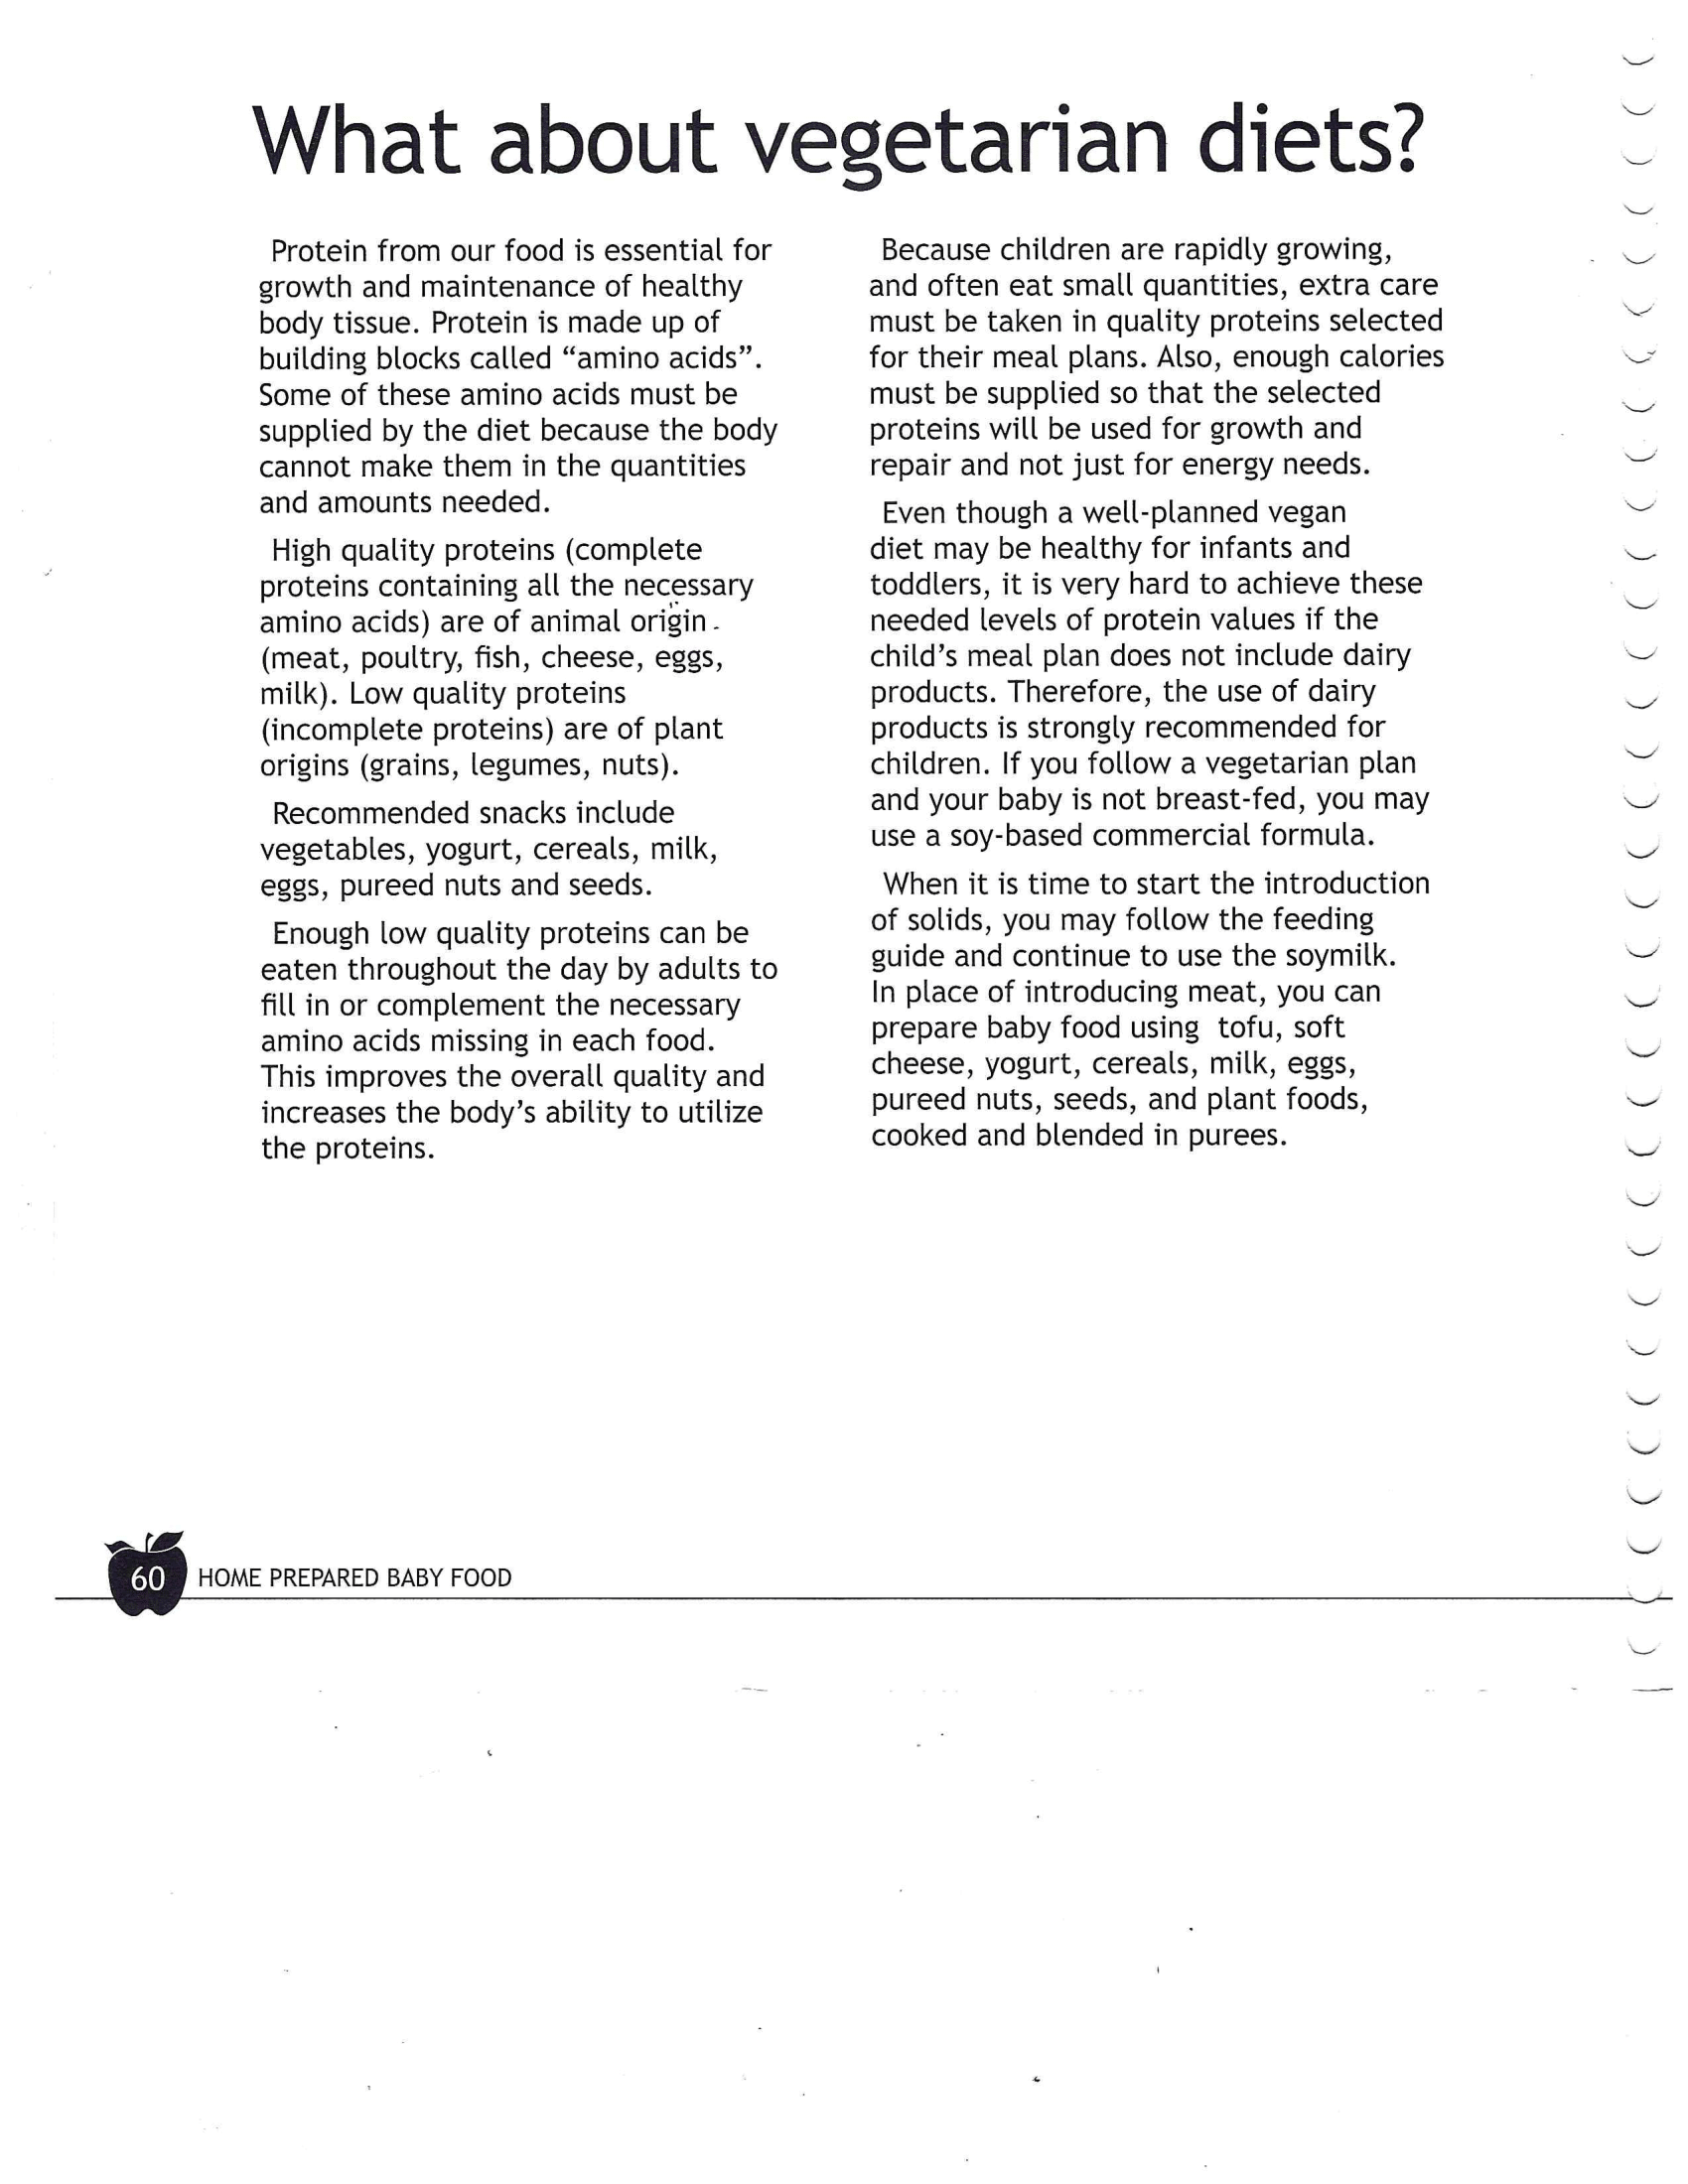 What about vegetarian diets?
Protein from our food is essential for
growth and maintenance of healthy
body tissue. Protein is made up of
building blocks called “amino acids”.
Some of these amino acids must be
supplied by the diet because the body
cannot make them in the quantities
and amounts needed.
High quality proteins (complete
proteins containing all the necessary
amino acids) are of animal origin
(meat, poultry, fish, cheese, eggs,
milk). Low quality proteins
(incomplete proteins) are of plant
origins (grains, legumes, nuts).
Recommended snacks include
vegetables, yogurt, cereals, milk,
eggs, pureed nuts and seeds.
Enough low quality proteins can be
eaten throughout the day by adults to
fill in or complement the necessary
amino acids missing in each food.
This improves the overall quality and
increases the body’s ability to utilize
the proteins.
Because children are rapidly growing,
and often eat small quantities, extra care
must be taken in quality proteins selected
for their meal plans. Also, enough calories
must be supplied so that the selected
proteins will be used for growth and
repair and not just for energy needs.
Even though a well-planned vegan
diet may be healthy for infants and
toddlers, it is very hard to achieve these
needed levels of protein values if the
child’s meal plan does not include dairy
products. Therefore, the use of dairy
products is strongly recommended for
children. If you follow a vegetarian plan
and your baby is not breast-fed, you may
use a soy-based commercial formula.
When it is time to start the introduction
of solids, you may follow the feeding
guide and continue to use the soymilk.
In place of introducing meat, you can
prepare baby food using tofu, soft
cheese, yogurt, cereals, milk, eggs,
pureed nuts, seeds, and plant foods,
cooked and blended in purees.
60 HOME PREPARED BABY FOOD